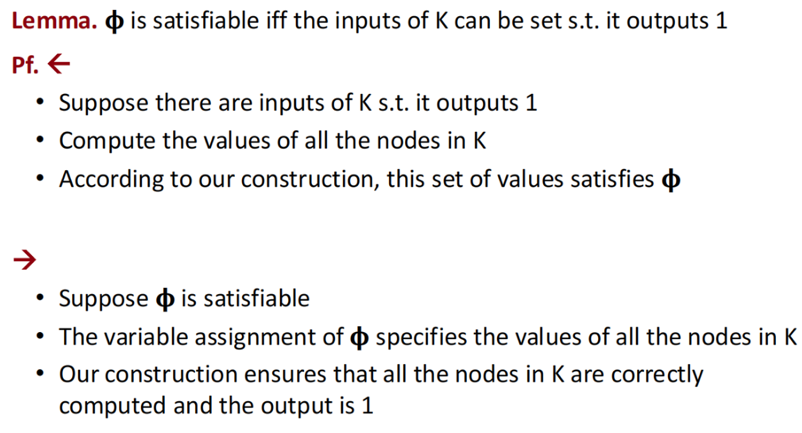 Lemma. ϕ is satisfiable iff the inputs of K can be set s.t. it outputs 1
Pf. ←
• Suppose there are inputs of K s.t. it outputs 1
• Compute the values of all the nodes in K
• According to our construction, this set of values satisfies ϕ
→
• Suppose ϕ is satisfiable
• The variable assignment of ϕ specifies the values of all the nodes in K
• Our construction ensures that all the nodes in K are correctly
computed and the output is 1